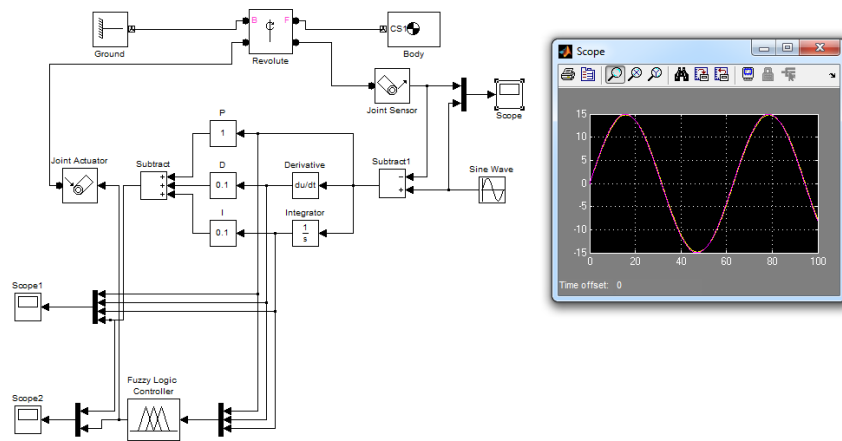 B
F
CS1
Ground
Revolute
Body
Joint Sensor
Scope
P
1
Joint Actuator
Subtract
+
+
+
D
0.1
Derivative
du/dt
Subtract1
−
+
Sine Wave
I
0.1
Integrator
1
s
Scope1
Scope2
Fuzzy Logic
Controller
Scope
15
10
5
0
-5
-10
-15
0
20
40
60
80
100
Time offset: 0